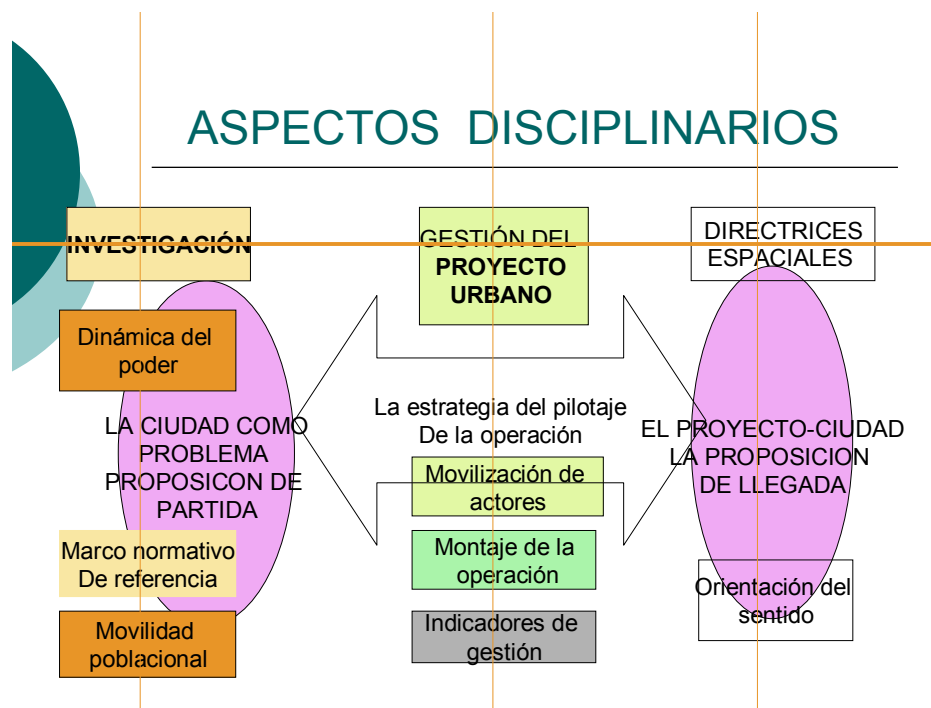 ASPECTOS DISCIPLINARIOS
INVESTIGACIÓN
Dinámica del
poder
LA CIUDAD COMO
PROBLEMA
PROPOSICON DE
PARTIDA
Marco normativo
De referencia
Movilidad
poblacional
GESTIÓN DEL
PROYECTO
URBANO
La estrategia del pilotaje
De la operación
Movilización de
actores
Montaje de la
operación
Indicadores de
gestión
DIRECTRICES
ESPACIALES
EL PROYECTO-CIUDAD
LA PROPOSICION
DE LLEGADA
Orientación del
sentido